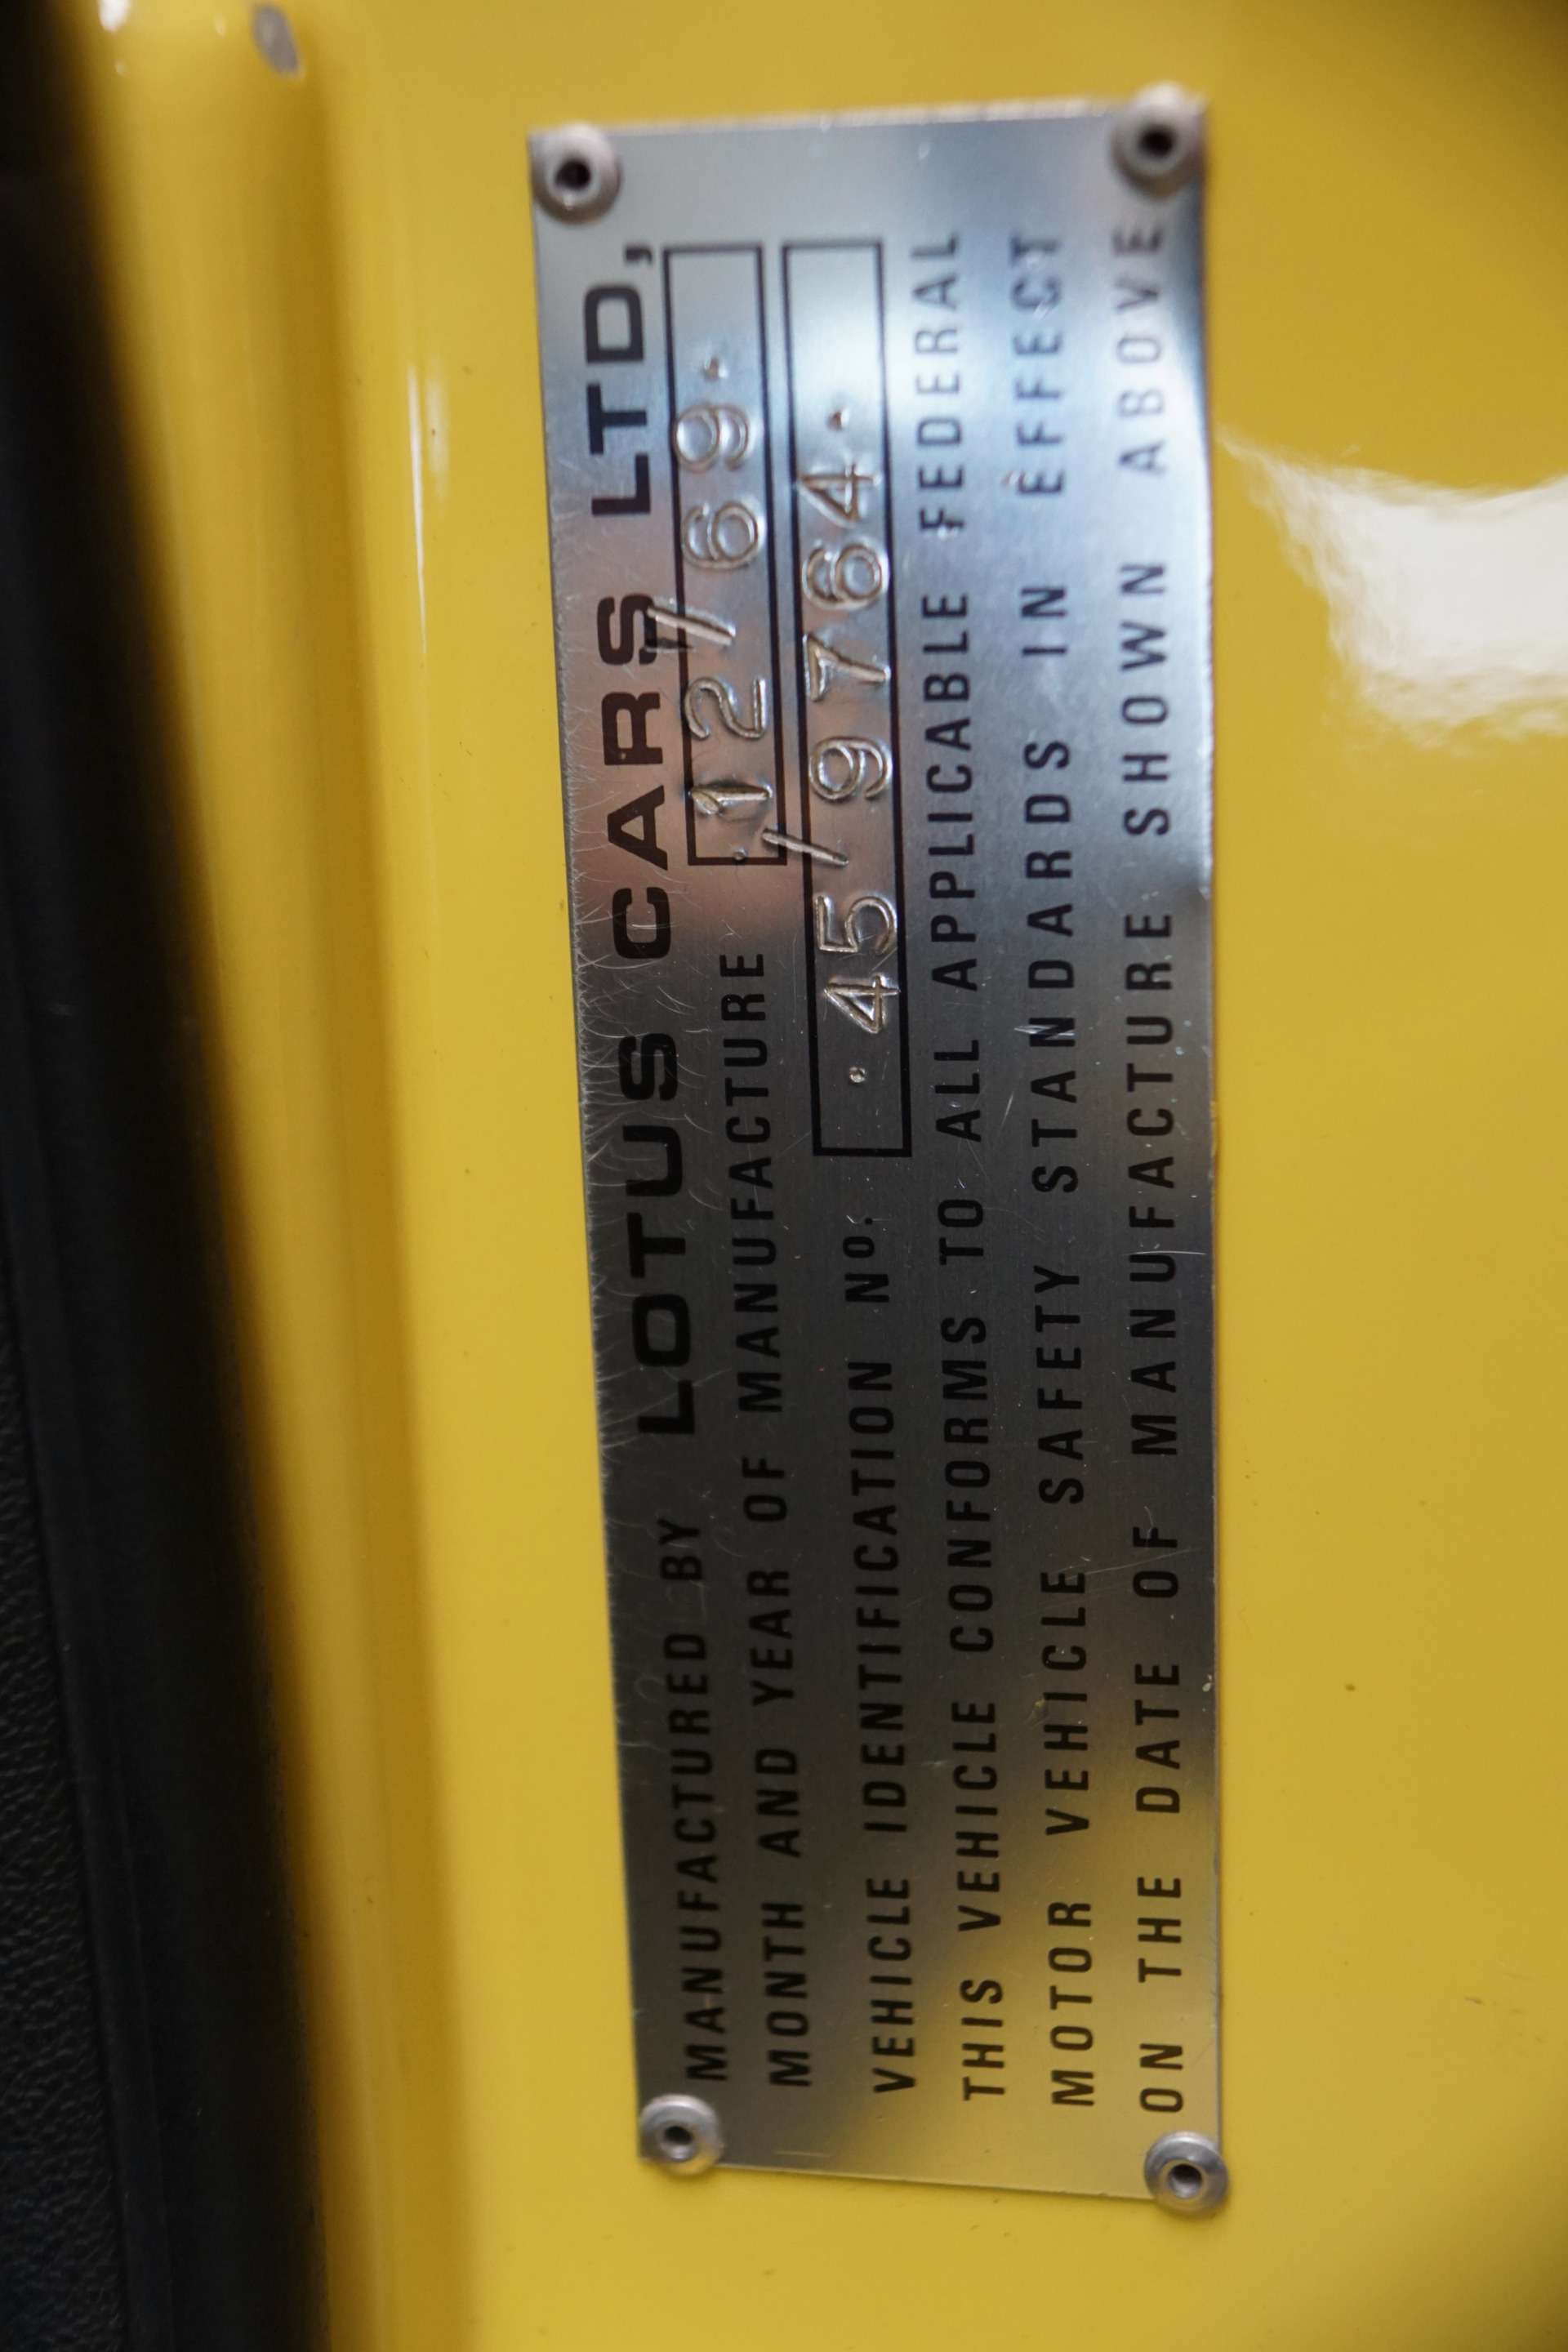 MANUFACTURED BY LOTUS CARS LTD,
MONTH AND YEAR OF MANUFACTURE ·12/69·
VEHICLE IDENTIFICATION Nº. ·45/9764·
THIS VEHICLE CONFORMS TO ALL APPLICABLE FEDERAL
MOTOR VEHICLE SAFETY STANDARDS IN EFFECT
ON THE DATE OF MANUFACTURE SHOWN ABOVE